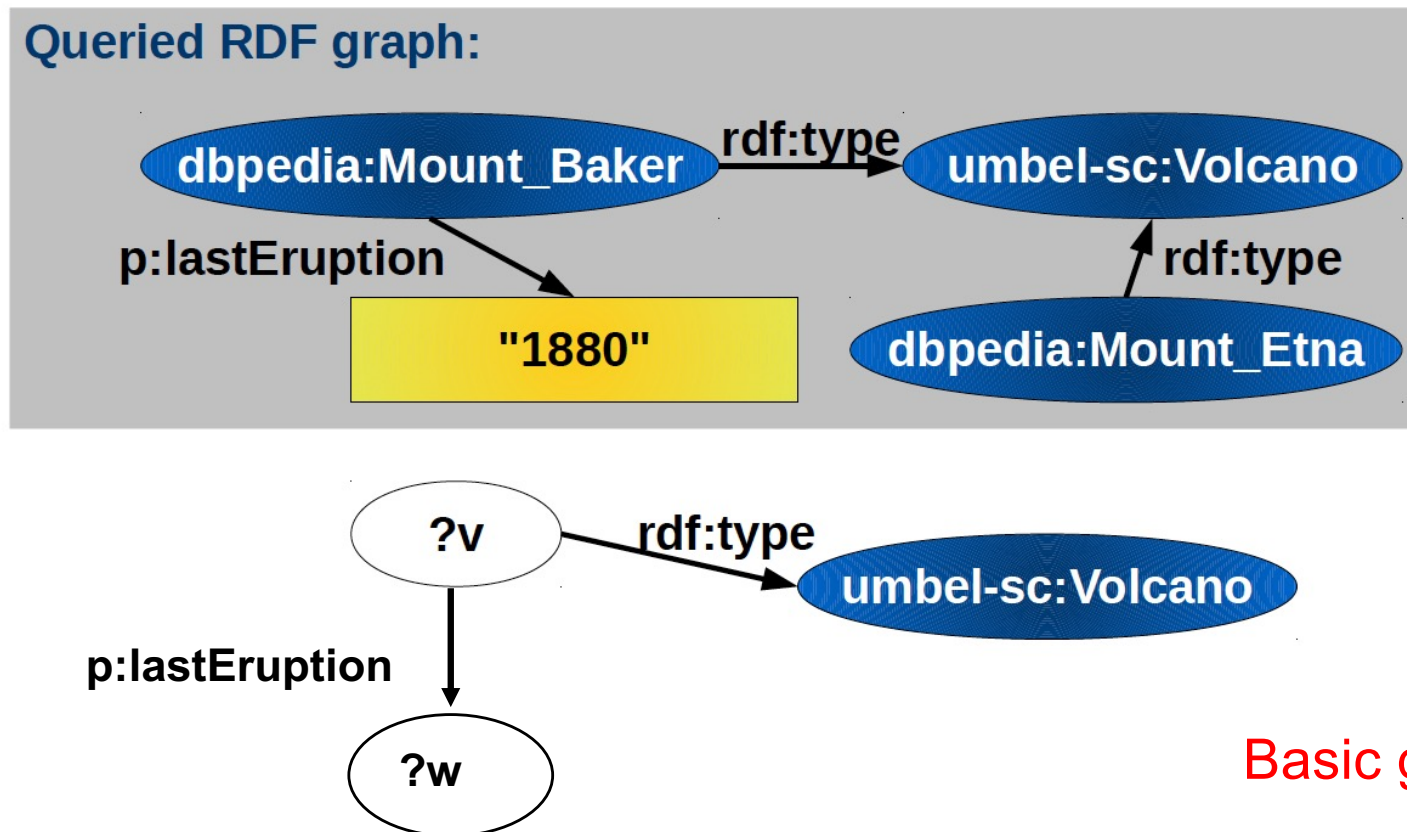 Queried RDF graph:
rdf:type
dbpedia:Mount_Baker
umbel-sc:Volcano
p:lastEruption
rdf:type
"1880"
dbpedia:Mount_Etna
?v
rdf:type
umbel-sc:Volcano
p:lastEruption
?w
Basic